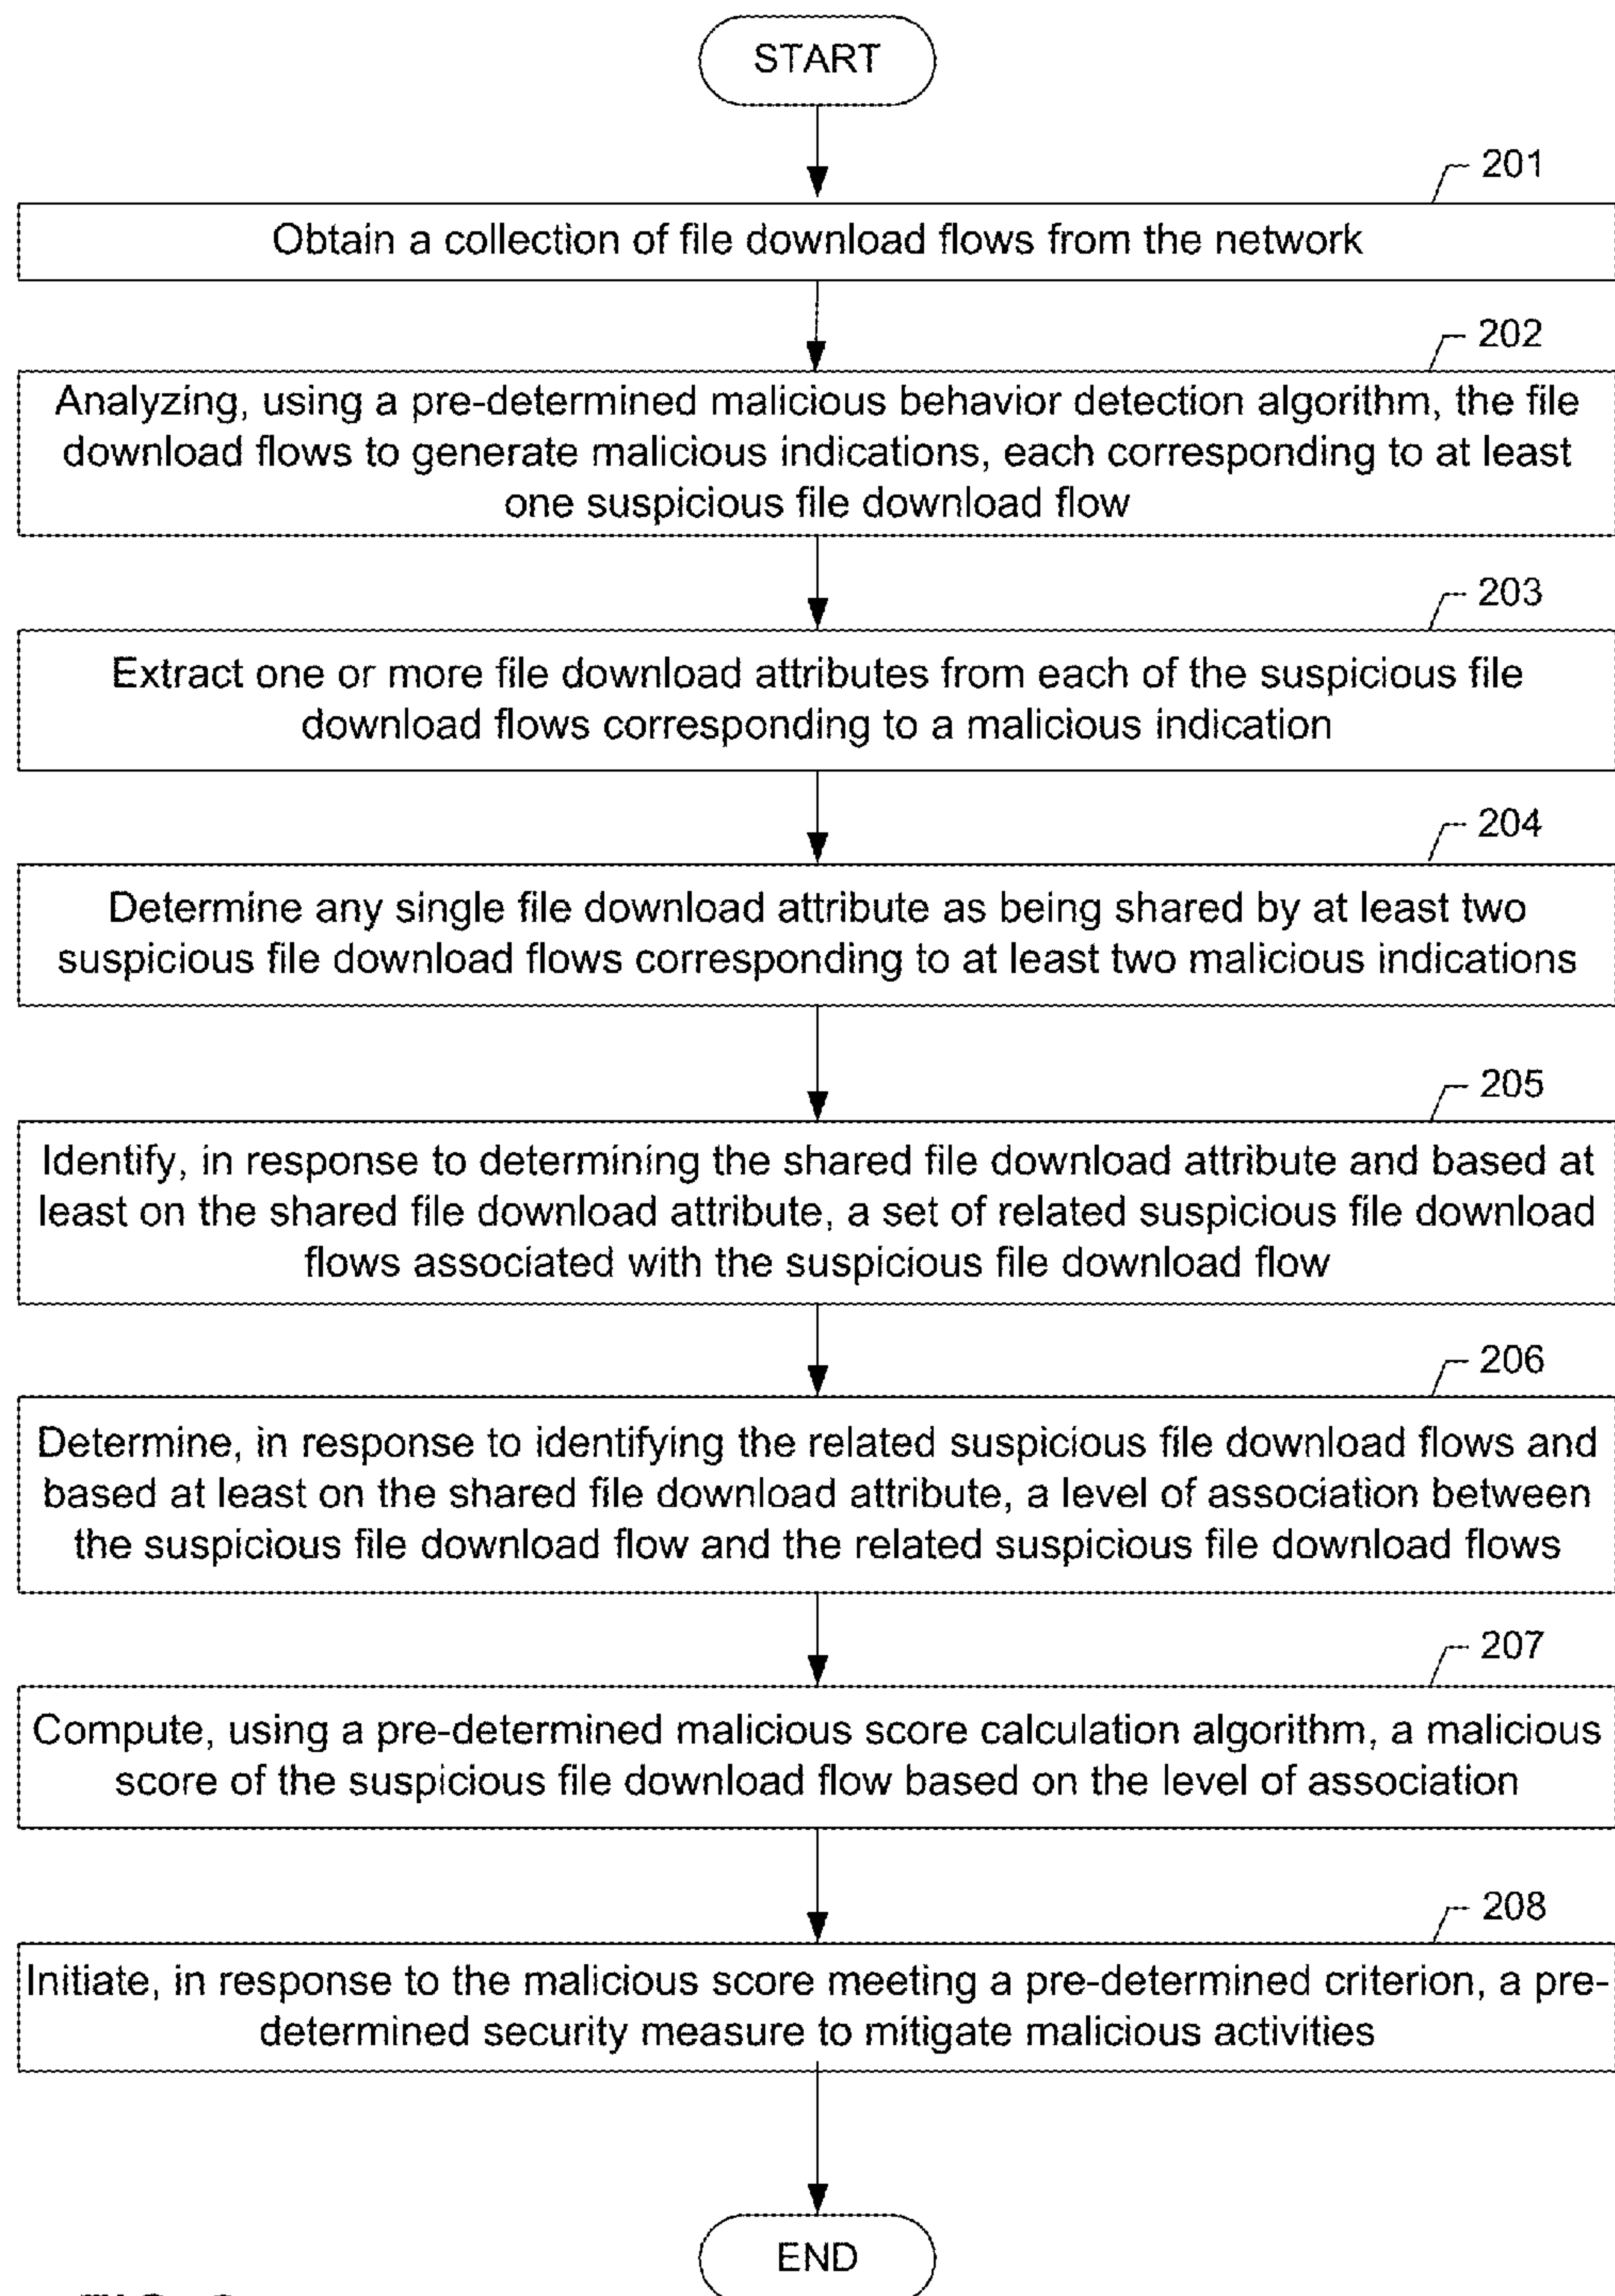 START
201
Obtain a collection of file download flows from the network
202
Analyzing, using a pre-determined malicious behavior detection algorithm, the file
download flows to generate malicious indications, each corresponding to at least
one suspicious file download flow
203
Extract one or more file download attributes from each of the suspicious file
download flows corresponding to a malicious indication
204
Determine any single file download attribute as being shared by at least two
suspicious file download flows corresponding to at least two malicious indications
205
Identify, in response to determining the shared file download attribute and based at
least on the shared file download attribute, a set of related suspicious file download
flows associated with the suspicious file download flow
206
Determine, in response to identifying the related suspicious file download flows and
based at least on the shared file download attribute, a level of association between
the suspicious file download flow and the related suspicious file download flows
207
Compute, using a pre-determined malicious score calculation algorithm, a malicious
score of the suspicious file download flow based on the level of association
208
Initiate, in response to the malicious score meeting a pre-determined criterion, a pre-
determined security measure to mitigate malicious activities
END